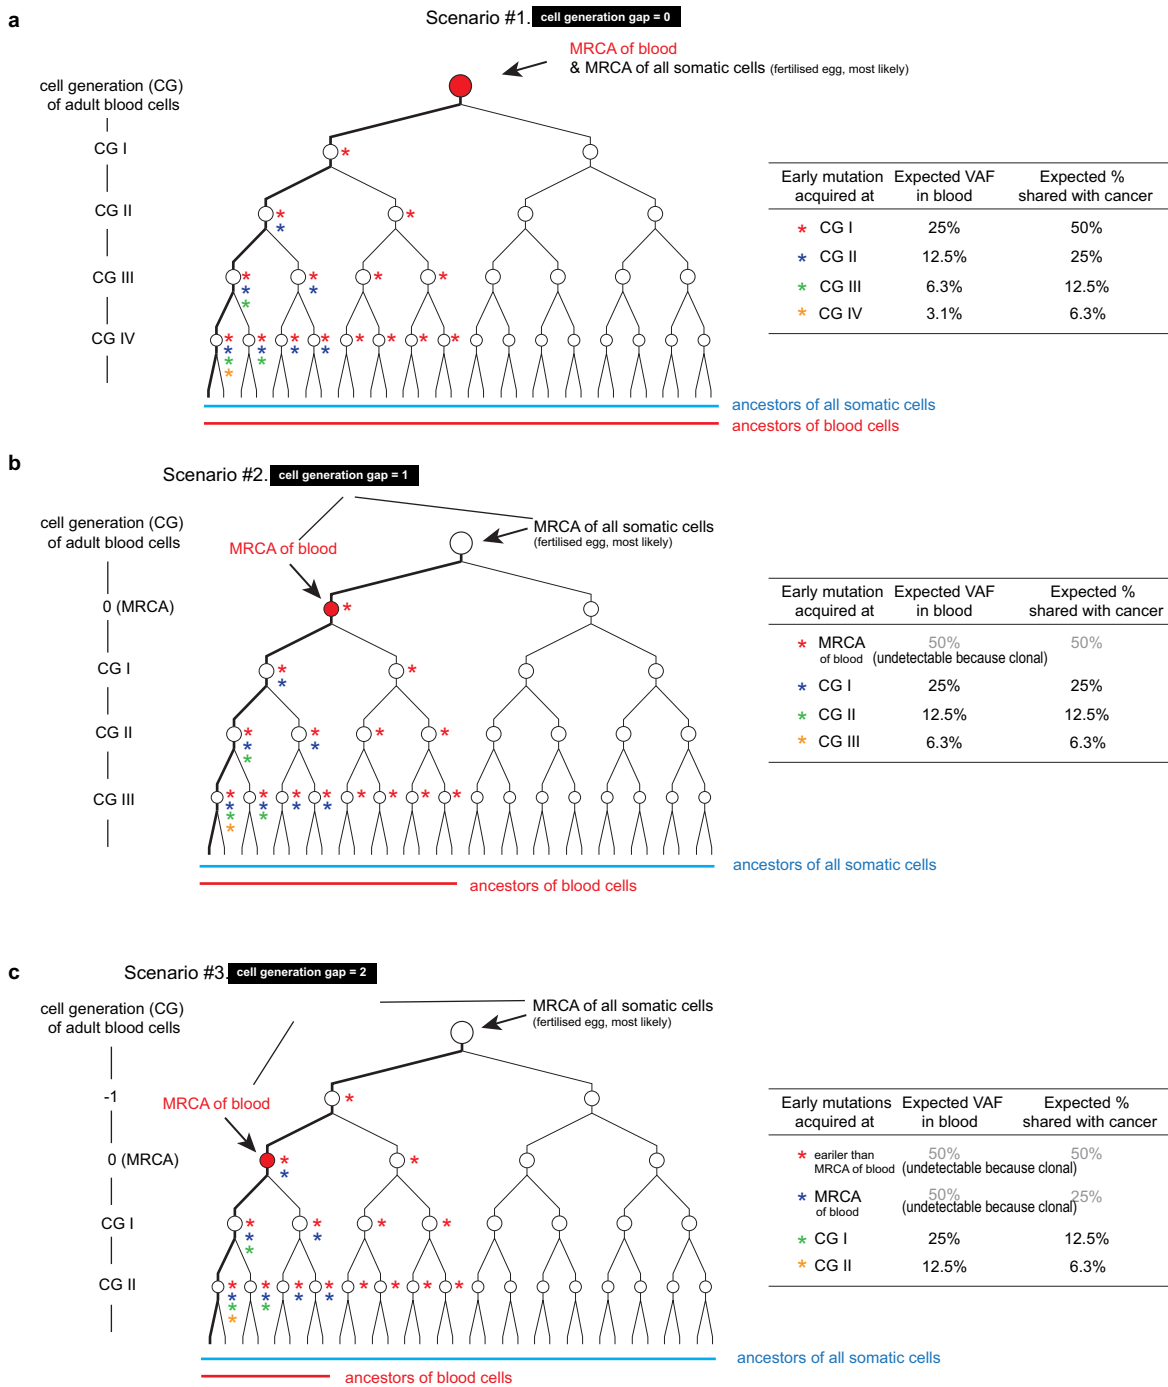 a
Scenario #1. cell generation gap = 0
MRCA of blood
& MRCA of all somatic cells (fertilised egg, most likely)
cell generation (CG)
of adult blood cells
CG I
CG II
CG III
CG IV
*
Early mutation Expected VAF Expected %
acquired at in blood shared with cancer
* CG I 25% 50%
* CG II 12.5% 25%
* CG III 6.3% 12.5%
* CG IV 3.1% 6.3%
ancestors of all somatic cells
ancestors of blood cells
b
Scenario #2. cell generation gap = 1
cell generation (CG)
of adult blood cells
MRCA of all somatic cells
(fertilised egg, most likely)
MRCA of blood
0 (MRCA)
CG I
CG II
CG III
Early mutation Expected VAF Expected %
acquired at in blood shared with cancer
* MRCA 50% 50%
of blood (undetectable because clonal)
* CG I 25% 25%
* CG II 12.5% 12.5%
* CG III 6.3% 6.3%
ancestors of all somatic cells
ancestors of blood cells
c
Scenario #3. cell generation gap = 2
cell generation (CG)
of adult blood cells
MRCA of all somatic cells
(fertilised egg, most likely)
-1
MRCA of blood
0 (MRCA)
CG I
CG II
Early mutations Expected VAF Expected %
acquired at in blood shared with cancer
* eariler than 50% 50%
MRCA of blood (undetectable because clonal)
* MRCA 50% 25%
of blood (undetectable because clonal)
* CG I 25% 12.5%
* CG II 12.5% 6.3%
ancestors of all somatic cells
ancestors of blood cells